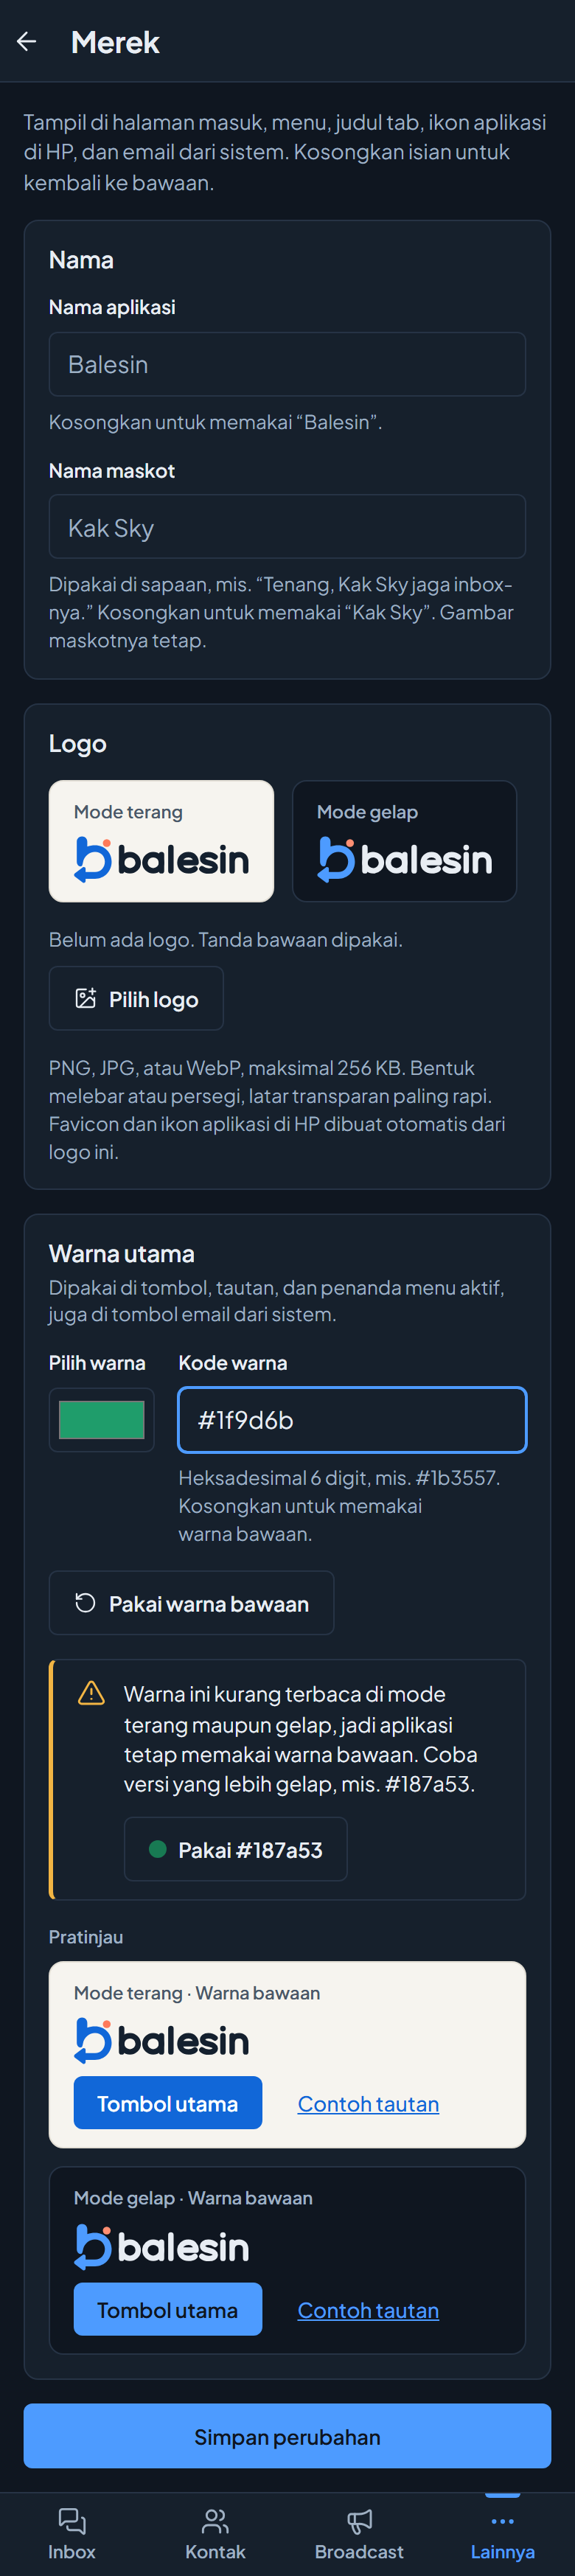 Merek
Tampil di halaman masuk, menu, judul tab, ikon aplikasi
di HP, dan email dari sistem. Kosongkan isian untuk
kembali ke bawaan.
Nama
Nama aplikasi
Balesin
Kosongkan untuk memakai “Balesin”.
Nama maskot
Kak Sky
Dipakai di sapaan, mis. “Tenang, Kak Sky jaga inbox-
nya.” Kosongkan untuk memakai “Kak Sky”. Gambar
maskotnya tetap.
Logo
Mode terang
balesin
Mode gelap
balesin
Belum ada logo. Tanda bawaan dipakai.
Pilih logo
PNG, JPG, atau WebP, maksimal 256 KB. Bentuk
melebar atau persegi, latar transparan paling rapi.
Favicon dan ikon aplikasi di HP dibuat otomatis dari
logo ini.
Warna utama
Dipakai di tombol, tautan, dan penanda menu aktif,
juga di tombol email dari sistem.
Pilih warna
Kode warna
#1f9d6b
Heksadesimal 6 digit, mis. #1b3557.
Kosongkan untuk memakai
warna bawaan.
Pakai warna bawaan
Warna ini kurang terbaca di mode
terang maupun gelap, jadi aplikasi
tetap memakai warna bawaan. Coba
versi yang lebih gelap, mis. #187a53.
Pakai #187a53
Pratinjau
Mode terang · Warna bawaan
balesin
Tombol utama
Contoh tautan
Mode gelap · Warna bawaan
balesin
Tombol utama
Contoh tautan
Simpan perubahan
Inbox
Kontak
Broadcast
Lainnya